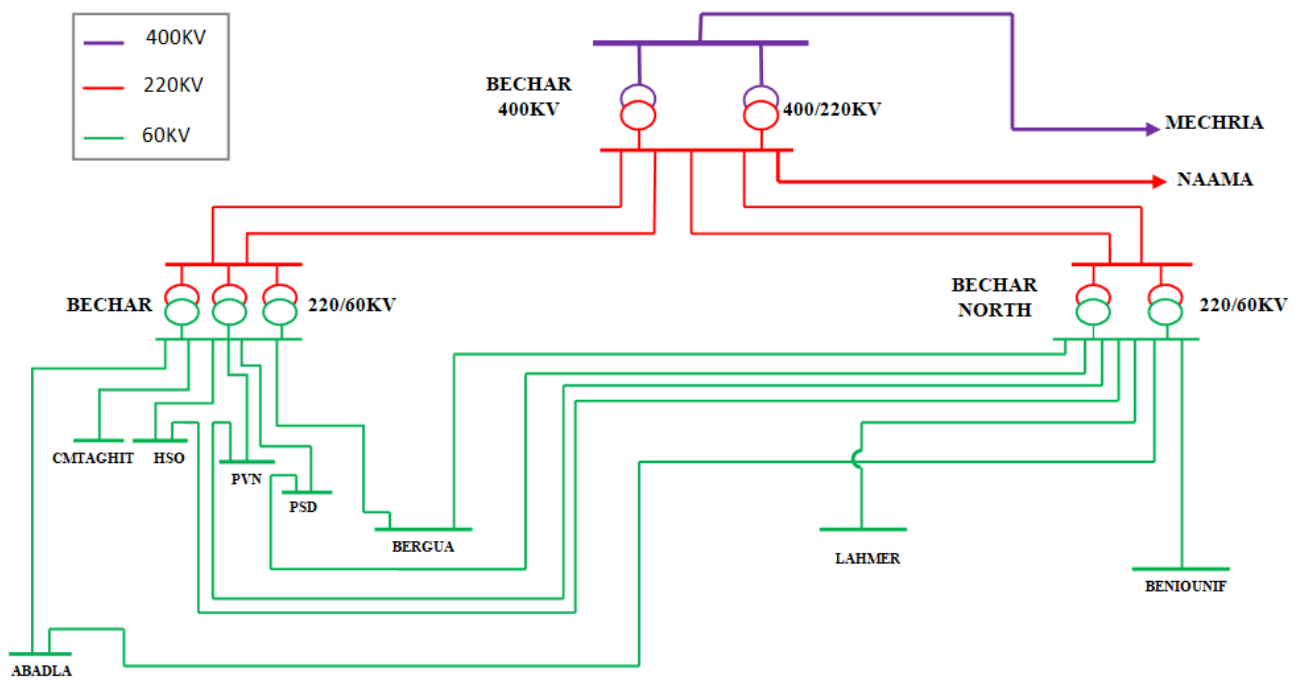 400KV
220KV
60KV
BECHAR
400KV
400/220KV
MECHRIA
NAAMA
BECHAR
220/60KV
BECHAR
NORTH
220/60KV
CMTAGHIT
HSO
PVN
PSD
BERGUA
LAHMER
BENIOUNIF
ABADLA